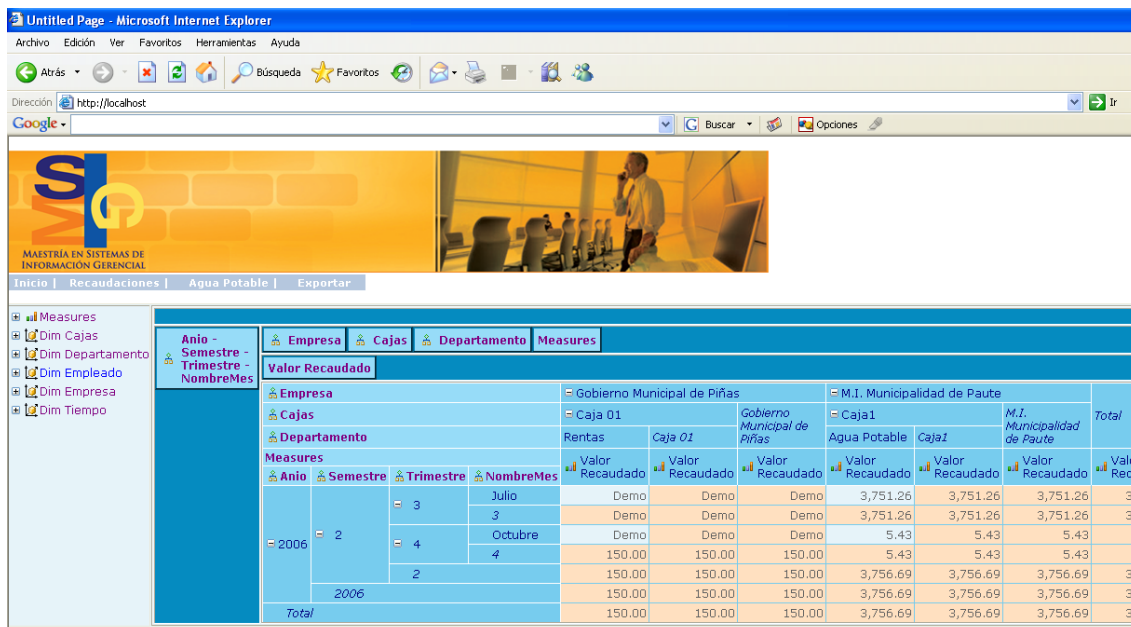 Untitled Page - Microsoft Internet Explorer
Archivo Edición Ver Favoritos Herramientas Ayuda
Atrás Búsqueda Favoritos
Dirección http://localhost Ir
Google Buscar Opciones
MSIG
MAESTRÍA EN SISTEMAS DE
INFORMACIÓN GERENCIAL
Inicio | Recaudaciones | Agua Potable | Exportar
Measures
Dim Cajas
Dim Departamento
Dim Empleado
Dim Empresa
Dim Tiempo
Anio -
Semestre -
Trimestre -
NombreMes
Empresa Cajas Departamento Measures
Valor Recaudado
Empresa Gobierno Municipal de Piñas M.I. Municipalidad de Paute
Cajas Caja 01 Gobierno Municipal de Piñas Caja1 M.I. Municipalidad de Paute Total
Departamento Rentas Caja 01 Agua Potable Caja1
Measures Valor Recaudado Valor Recaudado Valor Recaudado Valor Recaudado Valor Recaudado Valor Recaudado
Anio Semestre Trimestre NombreMes
2006 2 3 Julio Demo Demo Demo 3,751.26 3,751.26 3,751.26
3 Demo Demo Demo 3,751.26 3,751.26 3,751.26
4 Octubre Demo Demo Demo 5.43 5.43 5.43
4 150.00 150.00 150.00 5.43 5.43 5.43
2 150.00 150.00 150.00 3,756.69 3,756.69 3,756.69
2006 150.00 150.00 150.00 3,756.69 3,756.69 3,756.69
Total 150.00 150.00 150.00 3,756.69 3,756.69 3,756.69